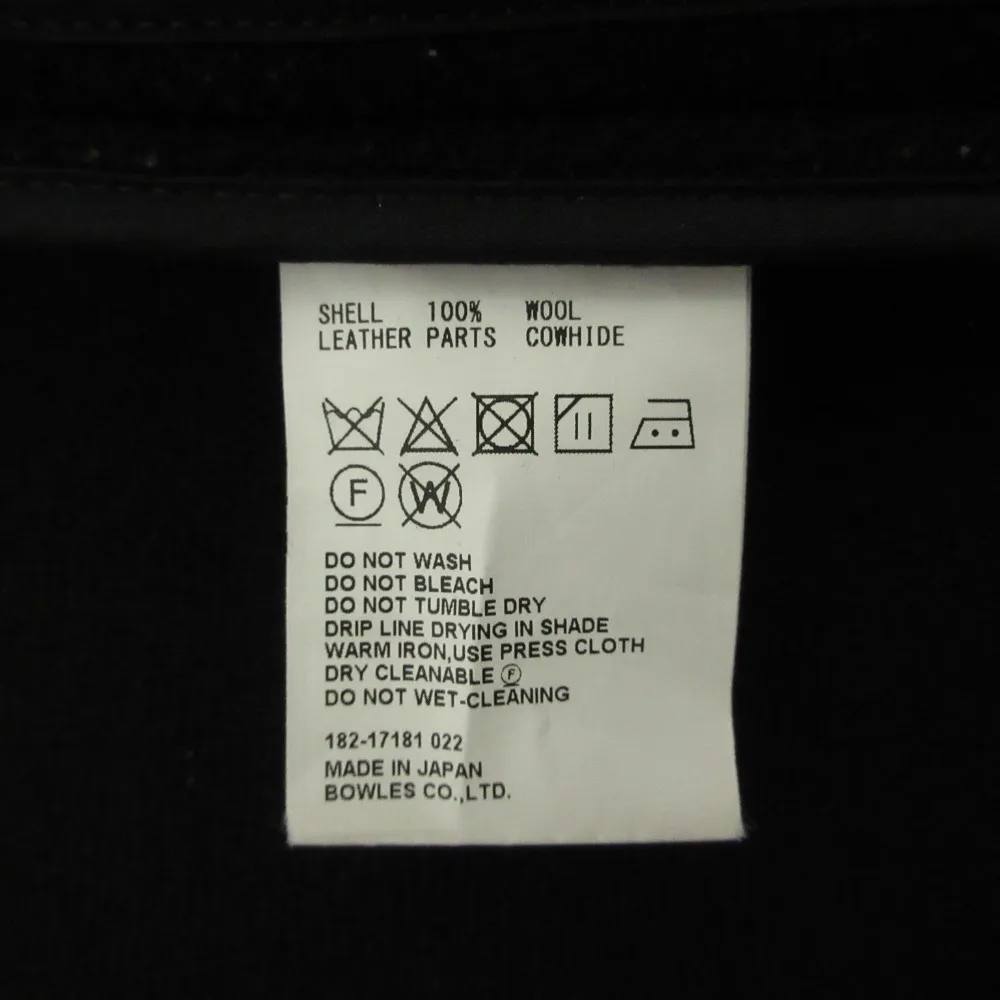 SHELL 100% WOOL
LEATHER PARTS COWHIDE
F W
DO NOT WASH
DO NOT BLEACH
DO NOT TUMBLE DRY
DRIP LINE DRYING IN SHADE
WARM IRON,USE PRESS CLOTH
DRY CLEANABLE Ⓕ
DO NOT WET-CLEANING
182-17181 022
MADE IN JAPAN
BOWLES CO.,LTD.